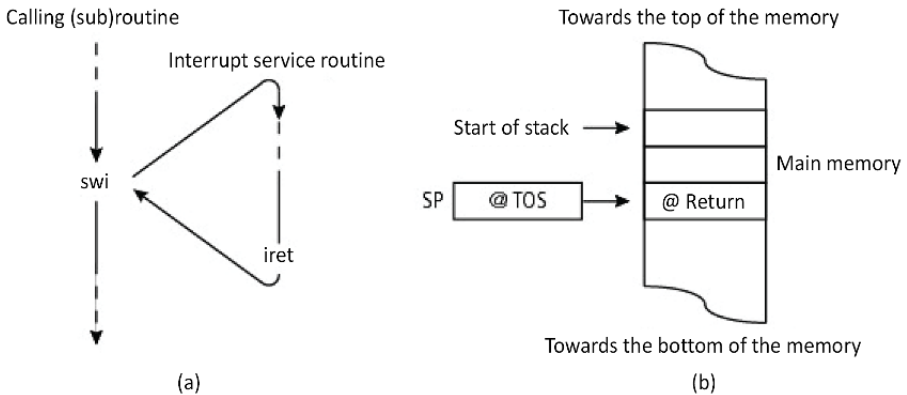 Calling (sub)routine
Interrupt service routine
swi
iret
(a)
Towards the top of the memory
Start of stack
Main memory
SP
@ TOS
@ Return
Towards the bottom of the memory
(b)